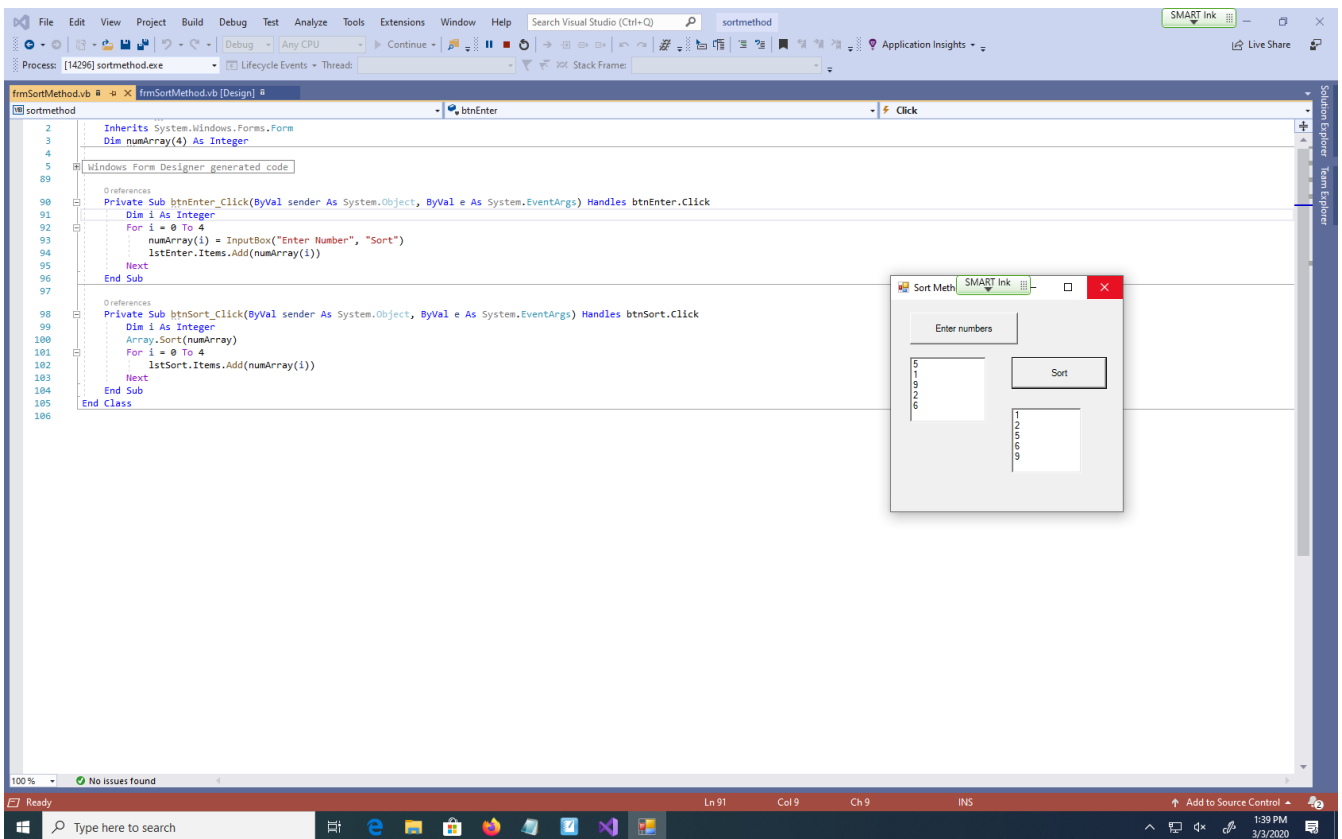 File Edit View Project Build Debug Test Analyze Tools Extensions Window Help Search Visual Studio (Ctrl+Q) sortmethod
SMART Ink
Debug Any CPU Continue Application Insights Live Share
Process: [14296] sortmethod.exe Lifecycle Events Thread: Stack Frame:
frmSortMethod.vb frmSortMethod.vb [Design]
VB sortmethod btnEnter Click
Solution Explorer
Team Explorer
2 Inherits System.Windows.Forms.Form
3 Dim numArray(4) As Integer
4
5 Windows Form Designer generated code
89
0 references
90 Private Sub btnEnter_Click(ByVal sender As System.Object, ByVal e As System.EventArgs) Handles btnEnter.Click
91 Dim i As Integer
92 For i = 0 To 4
93 numArray(i) = InputBox("Enter Number", "Sort")
94 lstEnter.Items.Add(numArray(i))
95 Next
96 End Sub
97
0 references
98 Private Sub btnSort_Click(ByVal sender As System.Object, ByVal e As System.EventArgs) Handles btnSort.Click
99 Dim i As Integer
100 Array.Sort(numArray)
101 For i = 0 To 4
102 lstSort.Items.Add(numArray(i))
103 Next
104 End Sub
105 End Class
106
Sort Meth SMART Ink
Enter numbers
5
1
9
2
6
Sort
1
2
5
6
9
100 % No issues found
Ready Ln 91 Col 9 Ch 9 INS Add to Source Control 2
Type here to search
1:39 PM
3/3/2020